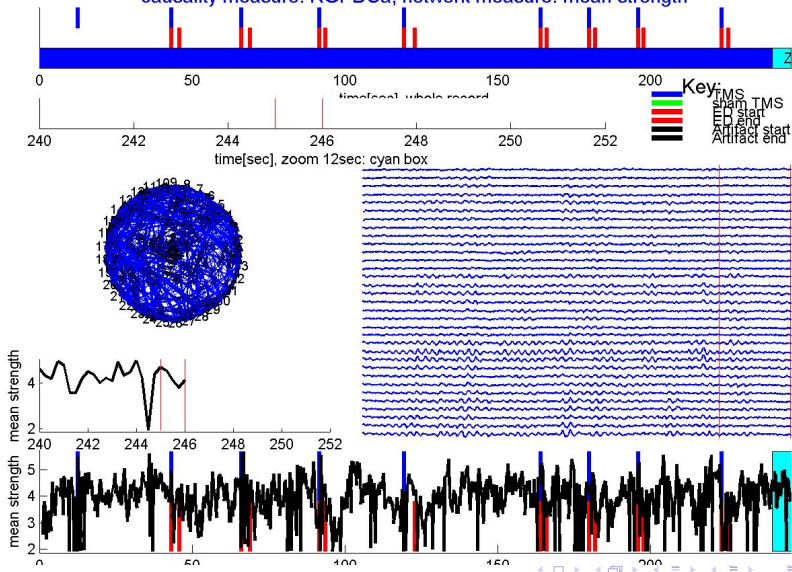 causality measure: RGPDCa, network measure: mean strength
0 50 100 150 200
Z
time[sec], whole record
Key:
TMS
sham TMS
ED start
ED end
Artifact start
Artifact end
240 242 244 246 248 250 252
time[sec], zoom 12sec: cyan box
mean strength
4
2
240 242 244 246 248 250 252
mean strength
5
4
3
2
0 50 100 150 200